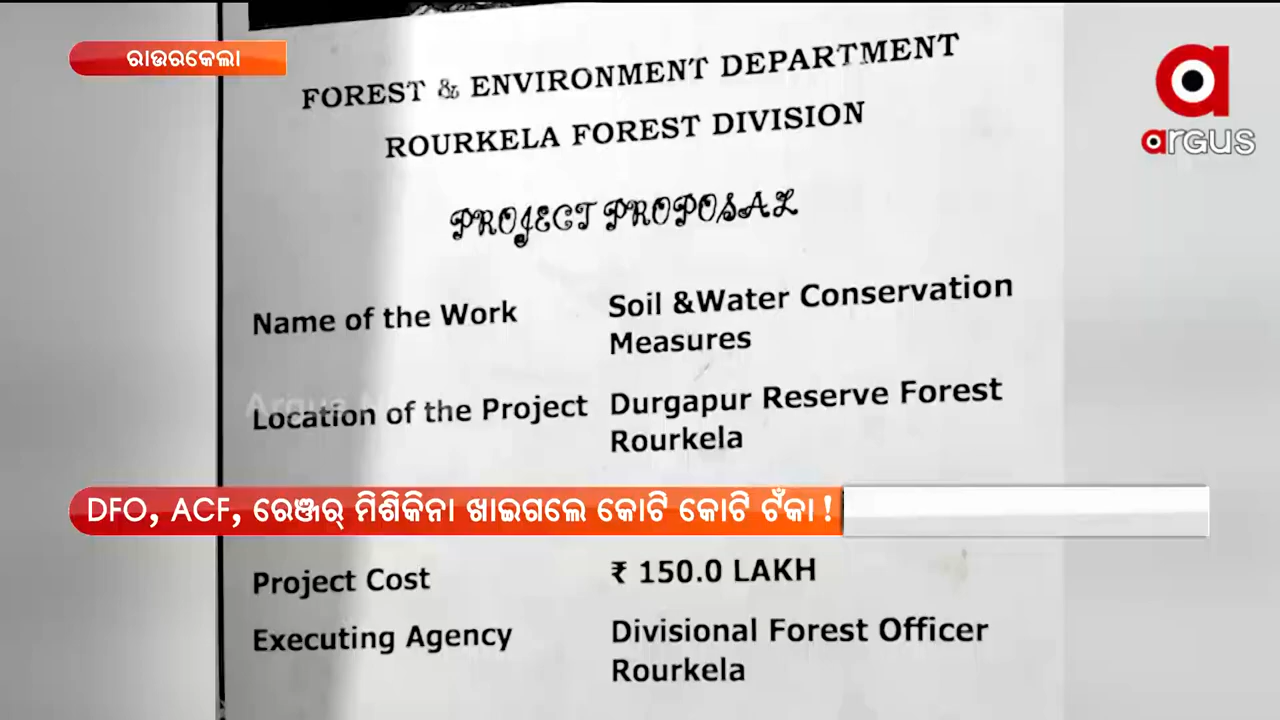 ରାଉରକେଲା
argus
FOREST & ENVIRONMENT DEPARTMENT
ROURKELA FOREST DIVISION
PROJECT PROPOSAL
Name of the Work Soil &Water Conservation
Measures
Location of the Project Durgapur Reserve Forest
Rourkela
DFO, ACF, ରେଞ୍ଜର୍ ମିଶିକିନା ଖାଇଗଲେ କୋଟି କୋଟି ଟଁକା !
Project Cost ₹ 150.0 LAKH
Executing Agency Divisional Forest Officer
Rourkela